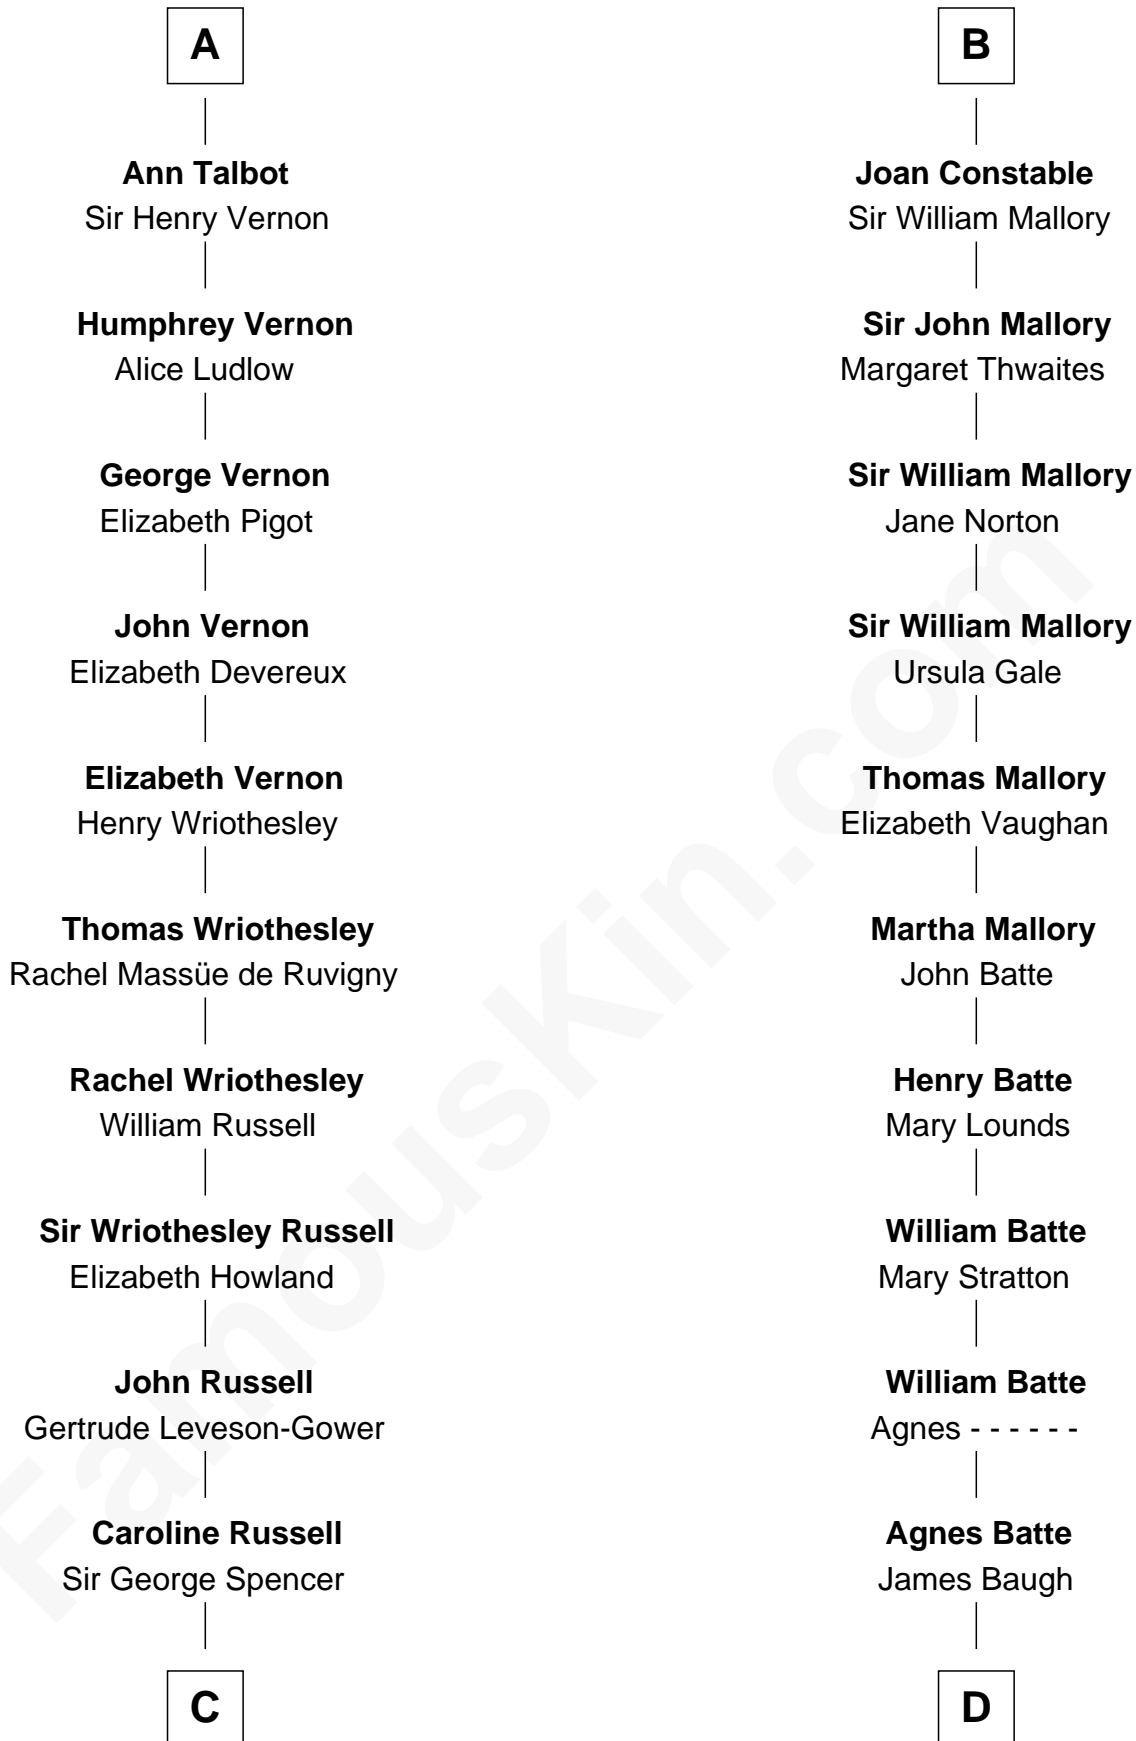 A
Ann Talbot
Sir Henry Vernon
Humphrey Vernon
Alice Ludlow
George Vernon
Elizabeth Pigot
John Vernon
Elizabeth Devereux
Elizabeth Vernon
Henry Wriothesley
Thomas Wriothesley
Rachel Massüe de Ruvigny
Rachel Wriothesley
William Russell
Sir Wriothesley Russell
Elizabeth Howland
John Russell
Gertrude Leveson-Gower
Caroline Russell
Sir George Spencer
C
B
Joan Constable
Sir William Mallory
Sir John Mallory
Margaret Thwaites
Sir William Mallory
Jane Norton
Sir William Mallory
Ursula Gale
Thomas Mallory
Elizabeth Vaughan
Martha Mallory
John Batte
Henry Batte
Mary Lounds
William Batte
Mary Stratton
William Batte
Agnes - - - - - -
Agnes Batte
James Baugh
D
FamousKin.com